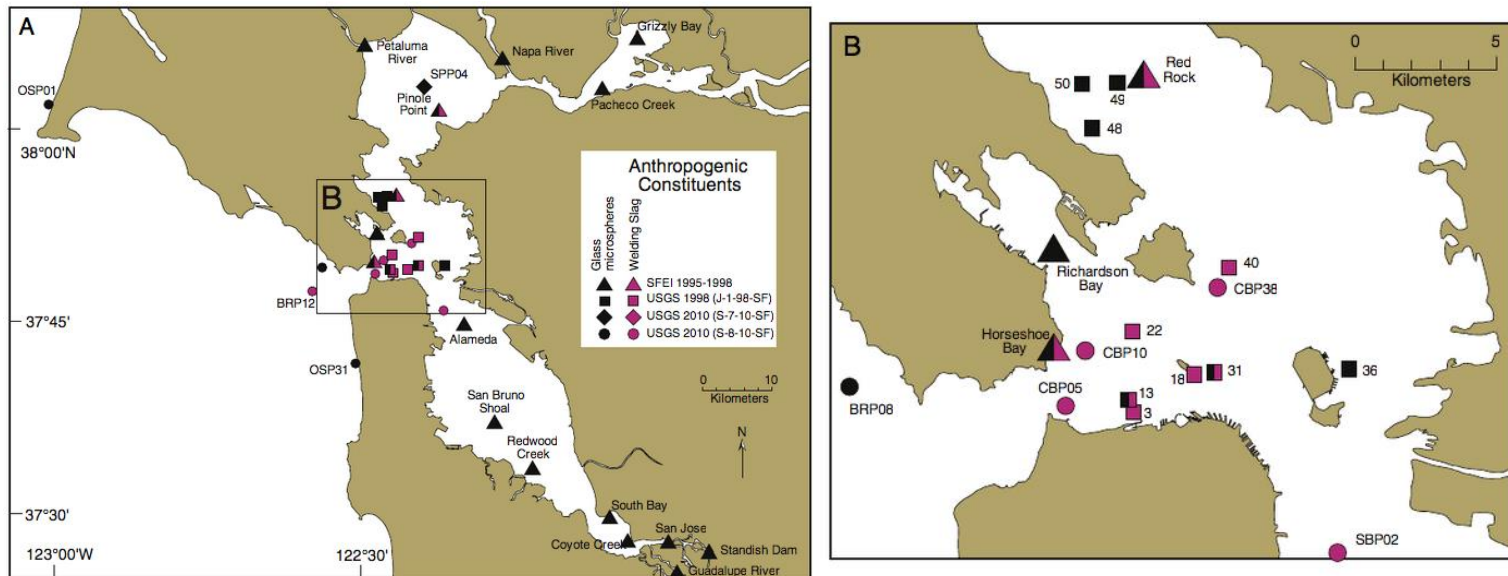 A
Grizzly Bay
Petaluma
River
Napa River
SPP04
OSP01
Pinole
Point
Pacheco Creek
38°00'N
Anthropogenic
Constituents
Glass
microspheres
Welding Slag
SFEI 1995-1998
USGS 1998 (J-1-98-SF)
USGS 2010 (S-7-10-SF)
USGS 2010 (S-8-10-SF)
B
BRP12
37°45'
Alameda
OSP31
0 10
Kilometers
San Bruno
Shoal
N
Redwood
Creek
37°30'
South Bay
San Jose
Coyote Creek
Standish Dam
123°00'W
122°30'
Guadalupe River
B
0 5
Kilometers
Red
Rock
50
49
48
Richardson
Bay
40
CBP38
22
Horseshoe
Bay
CBP10
31
18
36
BRP08
CBP05
13
3
SBP02